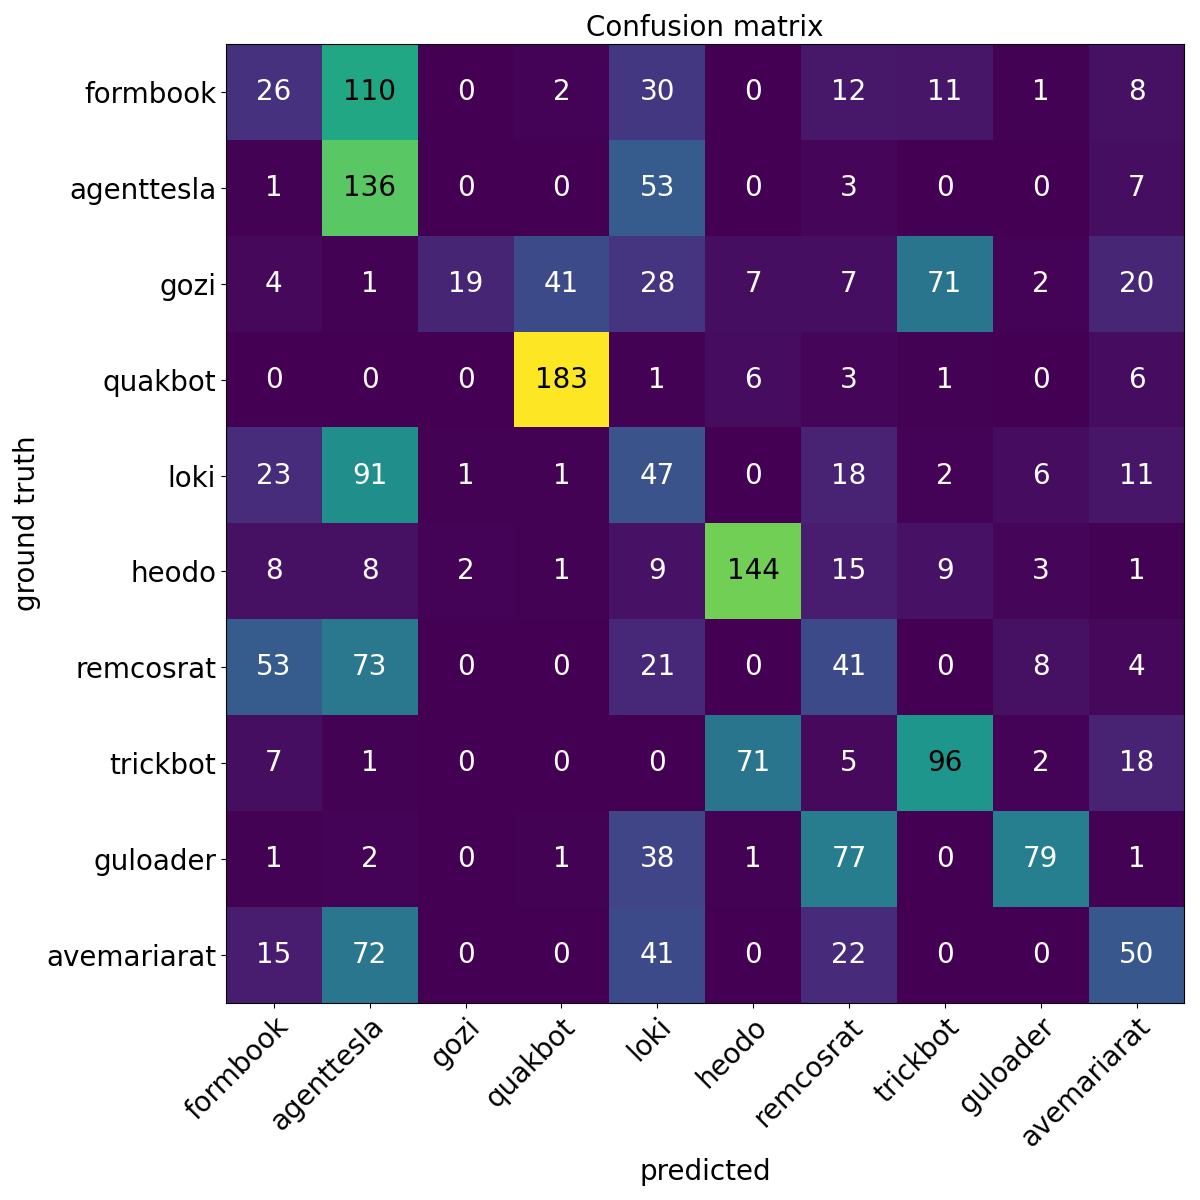 Confusion matrix
formbook 26 110 0 2 30 0 12 11 1 8
agenttesla 1 136 0 0 53 0 3 0 0 7
gozi 4 1 19 41 28 7 7 71 2 20
quakbot 0 0 0 183 1 6 3 1 0 6
loki 23 91 1 1 47 0 18 2 6 11
heodo 8 8 2 1 9 144 15 9 3 1
remcosrat 53 73 0 0 21 0 41 0 8 4
trickbot 7 1 0 0 0 71 5 96 2 18
guloader 1 2 0 1 38 1 77 0 79 1
avemariarat 15 72 0 0 41 0 22 0 0 50
ground truth
formbook agenttesla gozi quakbot loki heodo remcosrat trickbot guloader avemariarat
predicted